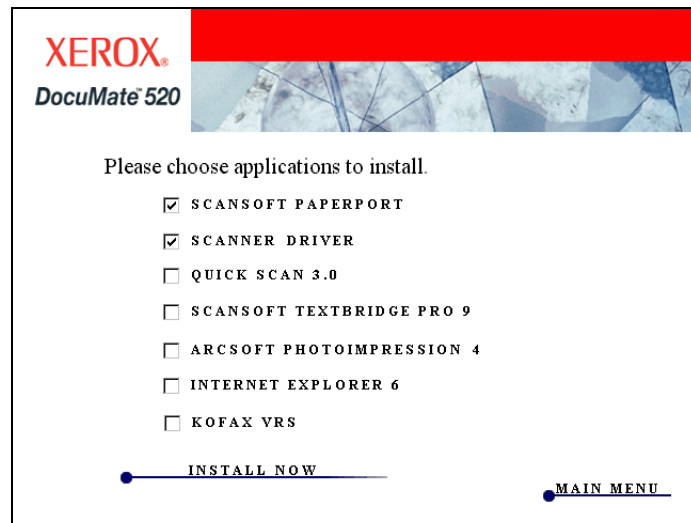 XEROX®
DocuMate™ 520
Please choose applications to install.
SCANSOFT PAPERPORT
SCANNER DRIVER
QUICK SCAN 3.0
SCANSOFT TEXTBRIDGE PRO 9
ARCSOFT PHOTOIMPRESSION 4
INTERNET EXPLORER 6
KOFAX VRS
INSTALL NOW
MAIN MENU